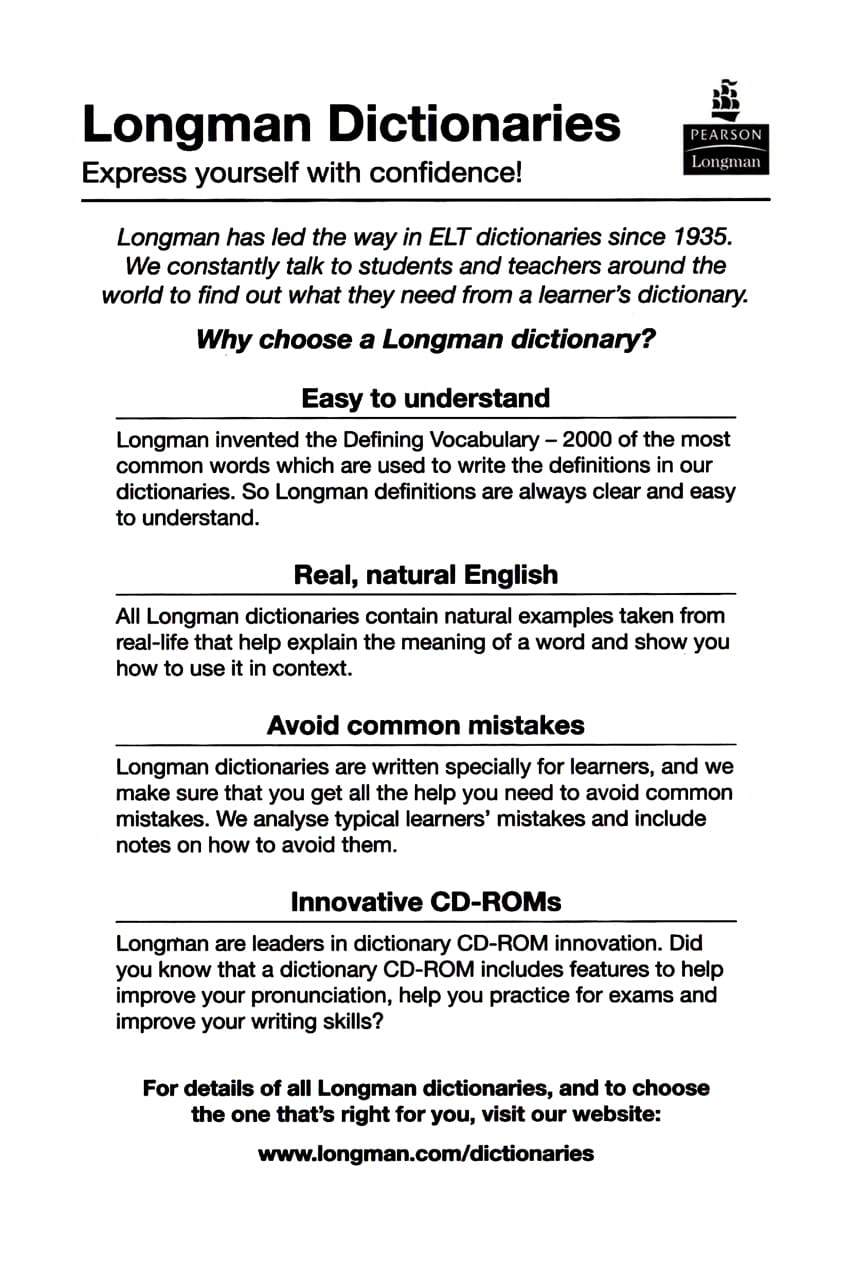 Longman Dictionaries
Express yourself with confidence!
PEARSON
Longman
Longman has led the way in ELT dictionaries since 1935.
We constantly talk to students and teachers around the
world to find out what they need from a learner's dictionary.
Why choose a Longman dictionary?
Easy to understand
Longman invented the Defining Vocabulary – 2000 of the most
common words which are used to write the definitions in our
dictionaries. So Longman definitions are always clear and easy
to understand.
Real, natural English
All Longman dictionaries contain natural examples taken from
real-life that help explain the meaning of a word and show you
how to use it in context.
Avoid common mistakes
Longman dictionaries are written specially for learners, and we
make sure that you get all the help you need to avoid common
mistakes. We analyse typical learners' mistakes and include
notes on how to avoid them.
Innovative CD-ROMs
Longman are leaders in dictionary CD-ROM innovation. Did
you know that a dictionary CD-ROM includes features to help
improve your pronunciation, help you practice for exams and
improve your writing skills?
For details of all Longman dictionaries, and to choose
the one that's right for you, visit our website:
www.longman.com/dictionaries